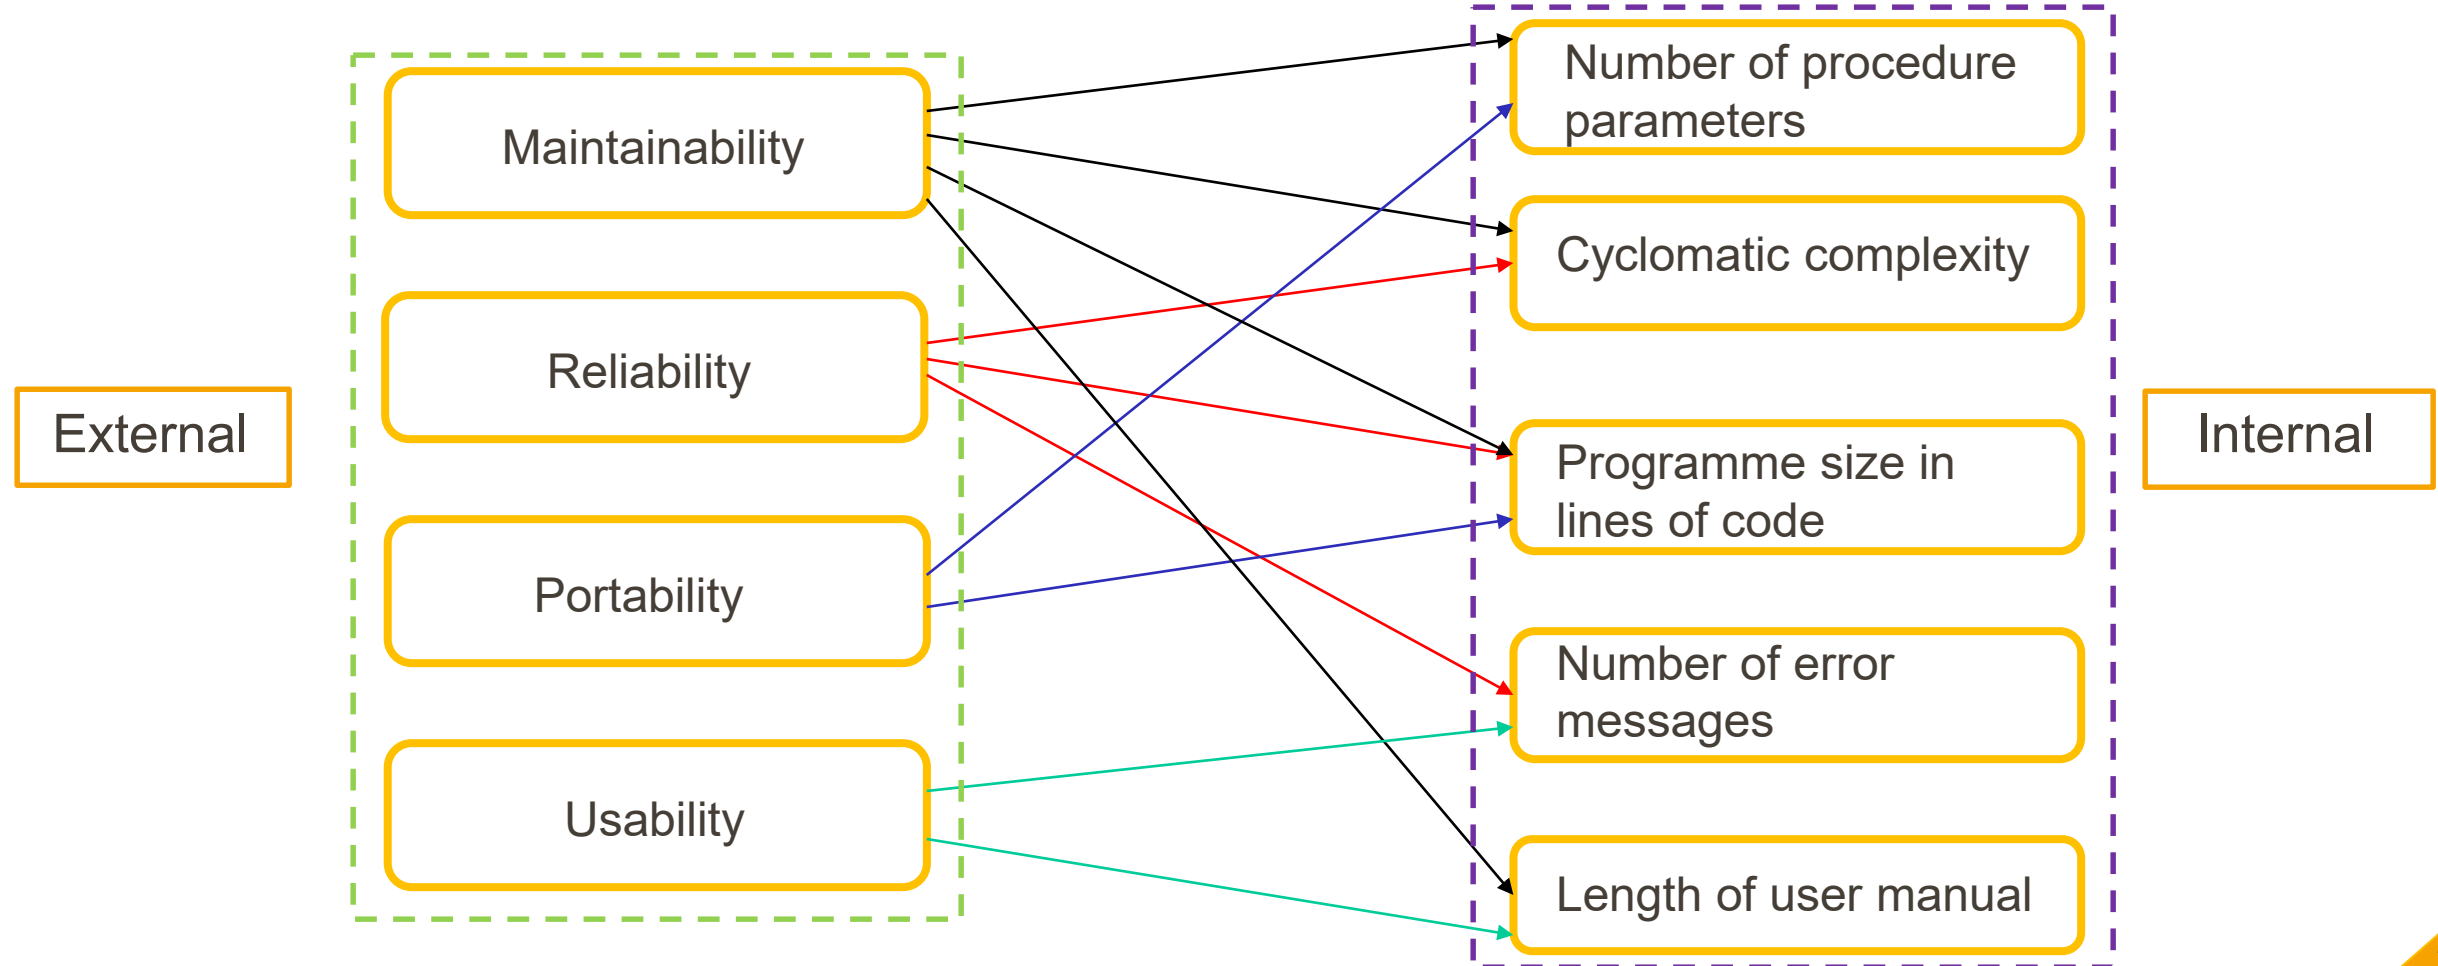 External
Maintainability
Reliability
Portability
Usability
Number of procedure
parameters
Cyclomatic complexity
Programme size in
lines of code
Number of error
messages
Length of user manual
Internal